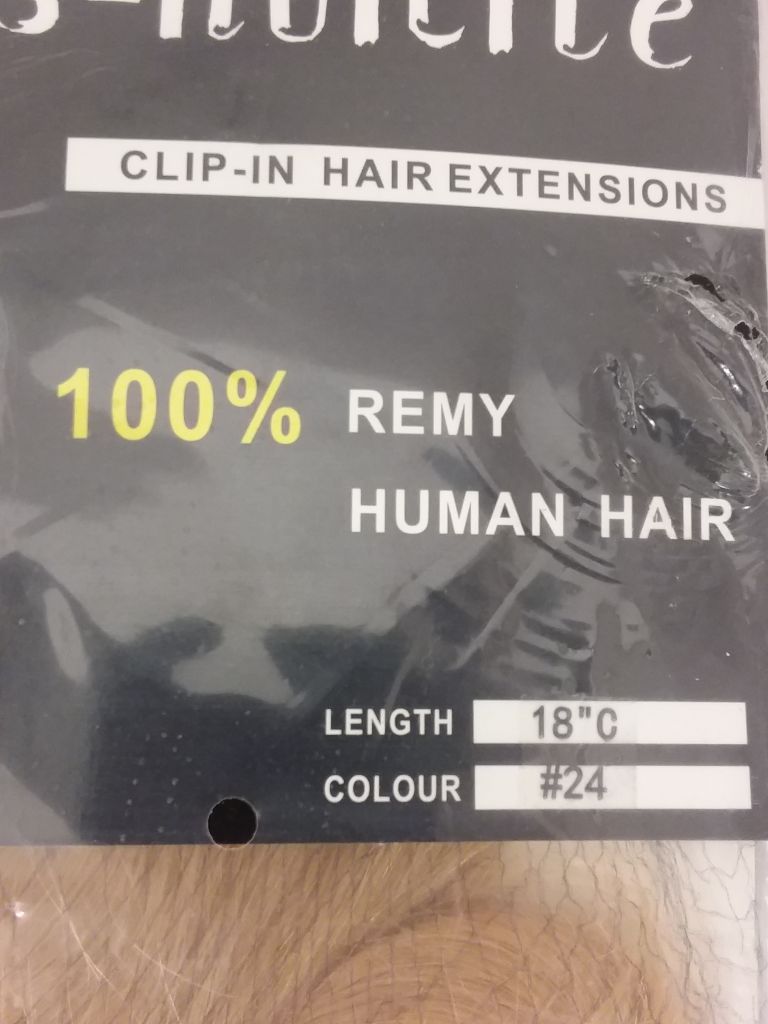 CLIP-IN HAIR EXTENSIONS
100% REMY
HUMAN HAIR
LENGTH 18"C
COLOUR #24